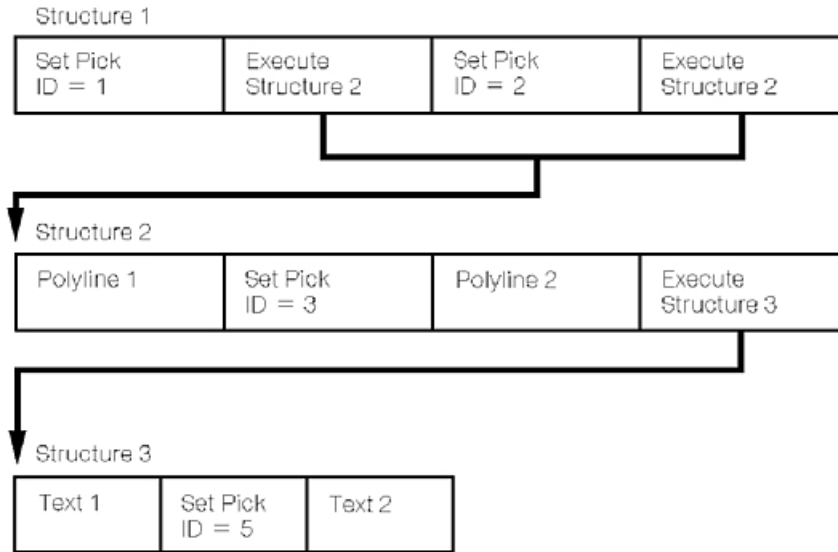 Structure 1
Set Pick
ID = 1
Execute
Structure 2
Set Pick
ID = 2
Execute
Structure 2
Structure 2
Polyline 1
Set Pick
ID = 3
Polyline 2
Execute
Structure 3
Structure 3
Text 1
Set Pick
ID = 5
Text 2